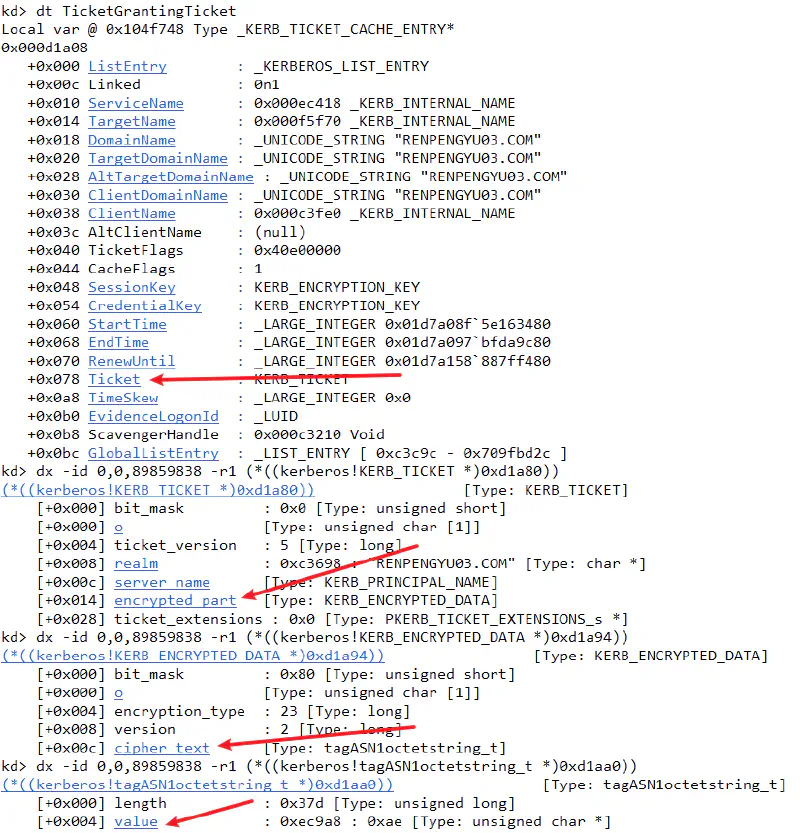 kd> dt TicketGrantingTicket
Local var @ 0x104f748 Type _KERB_TICKET_CACHE_ENTRY*
0x000d1a08
+0x000 ListEntry : _KERBEROS_LIST_ENTRY
+0x00c Linked : 0n1
+0x010 ServiceName : 0x000ec418 _KERB_INTERNAL_NAME
+0x014 TargetName : 0x000f5f70 _KERB_INTERNAL_NAME
+0x018 DomainName : _UNICODE_STRING "RENPENGYU03.COM"
+0x020 TargetDomainName : _UNICODE_STRING "RENPENGYU03.COM"
+0x028 AltTargetDomainName : _UNICODE_STRING "RENPENGYU03.COM"
+0x030 ClientDomainName : _UNICODE_STRING "RENPENGYU03.COM"
+0x038 ClientName : 0x000c3fe0 _KERB_INTERNAL_NAME
+0x03c AltClientName : (null)
+0x040 TicketFlags : 0x40e00000
+0x044 CacheFlags : 1
+0x048 SessionKey : KERB_ENCRYPTION_KEY
+0x054 CredentialKey : KERB_ENCRYPTION_KEY
+0x060 StartTime : _LARGE_INTEGER 0x01d7a08f`5e163480
+0x068 EndTime : _LARGE_INTEGER 0x01d7a097`bfda9c80
+0x070 RenewUntil : _LARGE_INTEGER 0x01d7a158`887ff480
+0x078 Ticket : KERB_TICKET
+0x0a8 TimeSkew : _LARGE_INTEGER 0x0
+0x0b0 EvidenceLogonId : _LUID
+0x0b8 ScavengerHandle : 0x000c3210 Void
+0x0bc GlobalListEntry : _LIST_ENTRY [ 0xc3c9c - 0x709fbd2c ]
kd> dx -id 0,0,89859838 -r1 (*((kerberos!KERB_TICKET *)0xd1a80))
(*((kerberos!KERB_TICKET *)0xd1a80)) [Type: KERB_TICKET]
[+0x000] bit_mask : 0x0 [Type: unsigned short]
[+0x000] o [Type: unsigned char [1]]
[+0x004] ticket_version : 5 [Type: long]
[+0x008] realm : 0xc3698 : "RENPENGYU03.COM" [Type: char *]
[+0x00c] server_name [Type: KERB_PRINCIPAL_NAME]
[+0x014] encrypted_part [Type: KERB_ENCRYPTED_DATA]
[+0x028] ticket_extensions : 0x0 [Type: PKERB_TICKET_EXTENSIONS_s *]
kd> dx -id 0,0,89859838 -r1 (*((kerberos!KERB_ENCRYPTED_DATA *)0xd1a94))
(*((kerberos!KERB_ENCRYPTED_DATA *)0xd1a94)) [Type: KERB_ENCRYPTED_DATA]
[+0x000] bit_mask : 0x80 [Type: unsigned short]
[+0x000] o [Type: unsigned char [1]]
[+0x004] encryption_type : 23 [Type: long]
[+0x008] version : 2 [Type: long]
[+0x00c] cipher_text [Type: tagASN1octetstring_t]
kd> dx -id 0,0,89859838 -r1 (*((kerberos!tagASN1octetstring_t *)0xd1aa0))
(*((kerberos!tagASN1octetstring_t *)0xd1aa0)) [Type: tagASN1octetstring_t]
[+0x000] length : 0x37d [Type: unsigned long]
[+0x004] value : 0xec9a8 : 0xae [Type: unsigned char *]